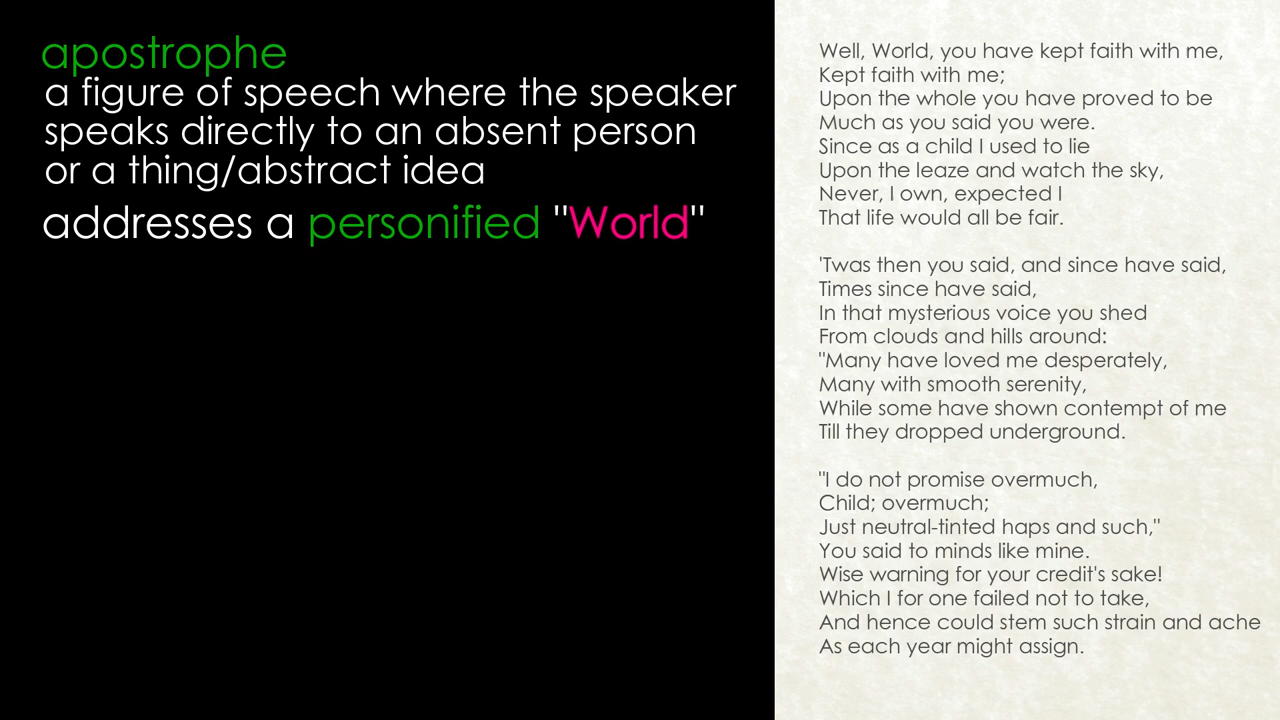 apostrophe
a figure of speech where the speaker
speaks directly to an absent person
or a thing/abstract idea
addresses a personified "World"
Well, World, you have kept faith with me,
Kept faith with me;
Upon the whole you have proved to be
Much as you said you were.
Since as a child I used to lie
Upon the leaze and watch the sky,
Never, I own, expected I
That life would all be fair.
'Twas then you said, and since have said,
Times since have said,
In that mysterious voice you shed
From clouds and hills around:
"Many have loved me desperately,
Many with smooth serenity,
While some have shown contempt of me
Till they dropped underground.
"I do not promise overmuch,
Child; overmuch;
Just neutral-tinted haps and such,"
You said to minds like mine.
Wise warning for your credit's sake!
Which I for one failed not to take,
And hence could stem such strain and ache
As each year might assign.